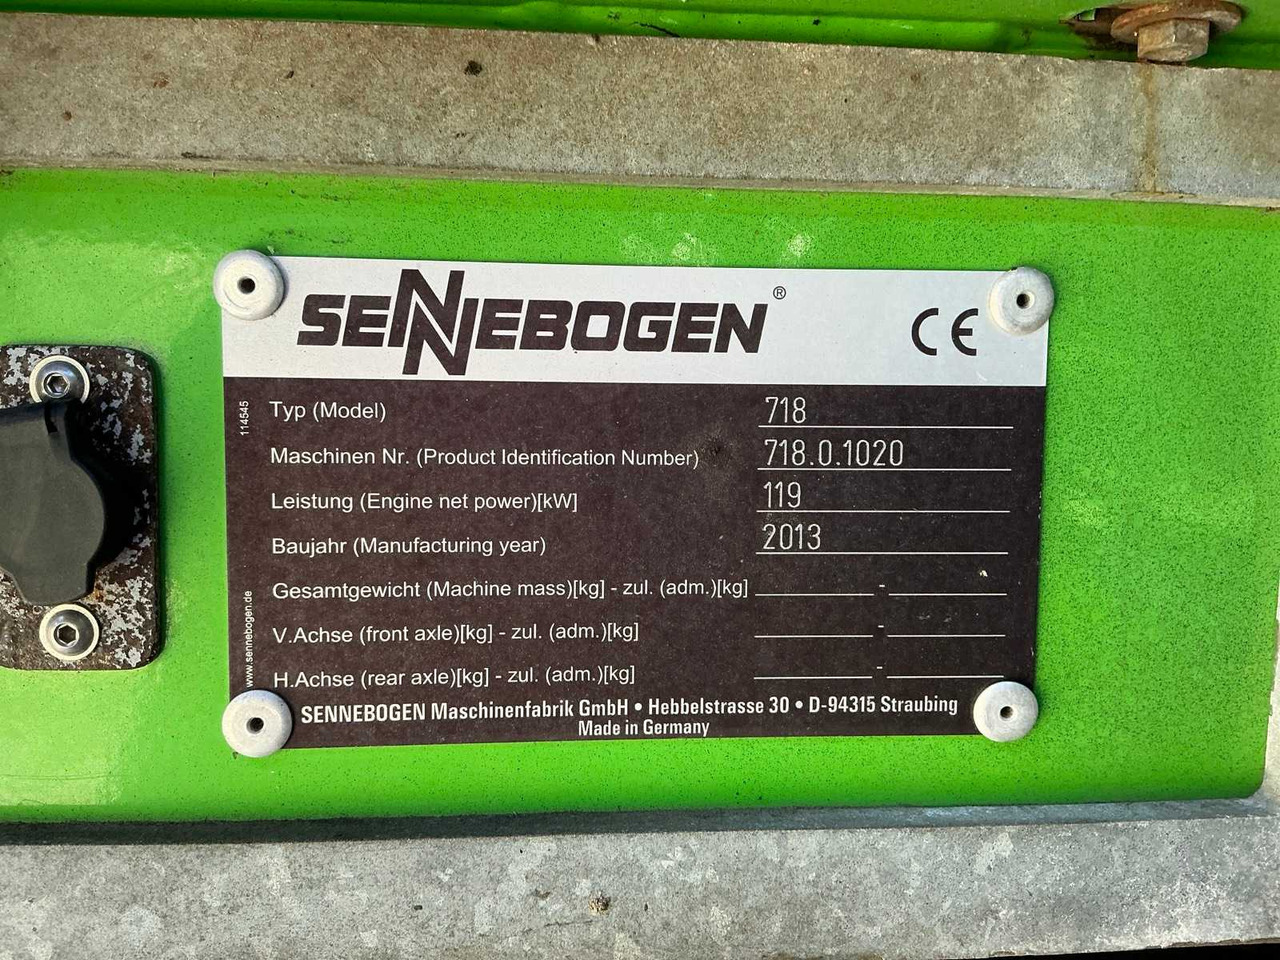 SENNEBOGEN ® CE
114545
Typ (Model) 718
Maschinen Nr. (Product Identification Number) 718.0.1020
Leistung (Engine net power)[kW] 119
Baujahr (Manufacturing year) 2013
Gesamtgewicht (Machine mass)[kg] - zul. (adm.)[kg] -
V.Achse (front axle)[kg] - zul. (adm.)[kg] -
H.Achse (rear axle)[kg] - zul. (adm.)[kg] -
www.sennebogen.de
SENNEBOGEN Maschinenfabrik GmbH • Hebbelstrasse 30 • D-94315 Straubing
Made in Germany